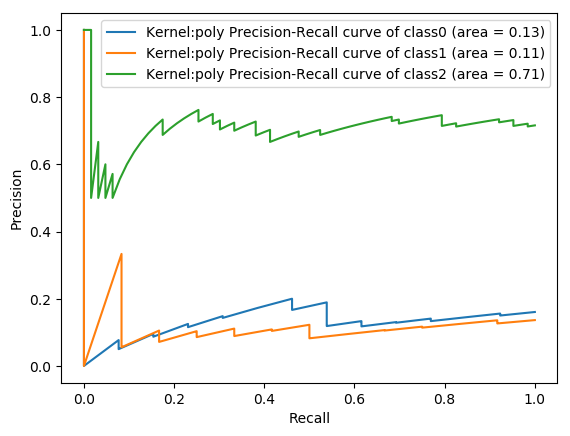 Kernel:poly Precision-Recall curve of class0 (area = 0.13)
Kernel:poly Precision-Recall curve of class1 (area = 0.11)
Kernel:poly Precision-Recall curve of class2 (area = 0.71)
1.0
0.8
0.6
0.4
0.2
0.0
Precision
0.0 0.2 0.4 0.6 0.8 1.0
Recall